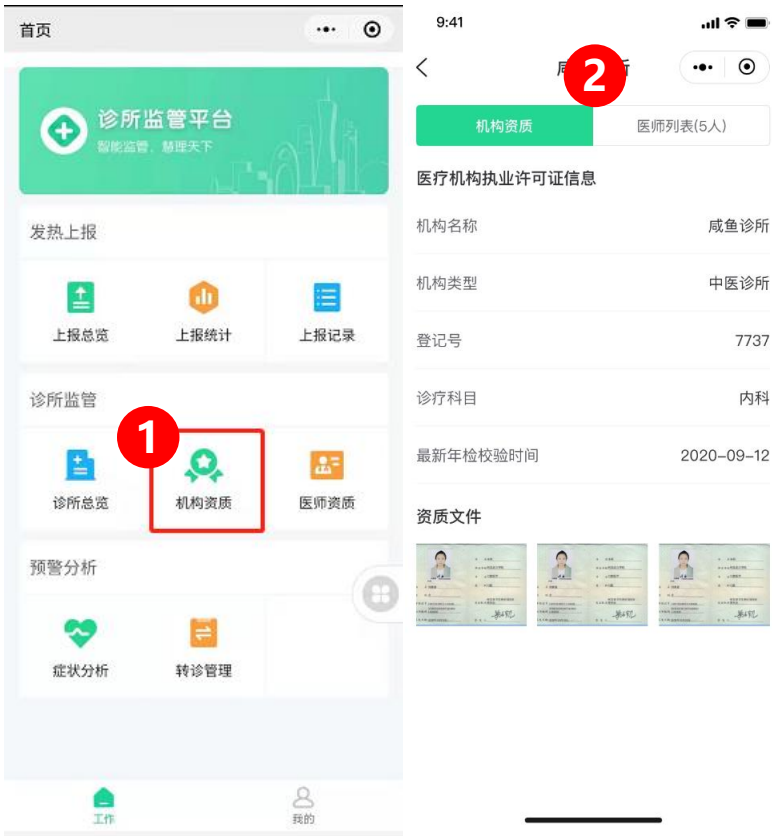 首页
诊所监管平台
智能监管、慧理天下
发热上报
上报总览
上报统计
上报记录
诊所监管
1
诊所总览
机构资质
医师资质
预警分析
症状分析
转诊管理
工作
我的
9:41
2
机构资质
医师列表(5人)
医疗机构执业许可证信息
机构名称
咸鱼诊所
机构类型
中医诊所
登记号
7737
诊疗科目
内科
最新年检校验时间
2020-09-12
资质文件